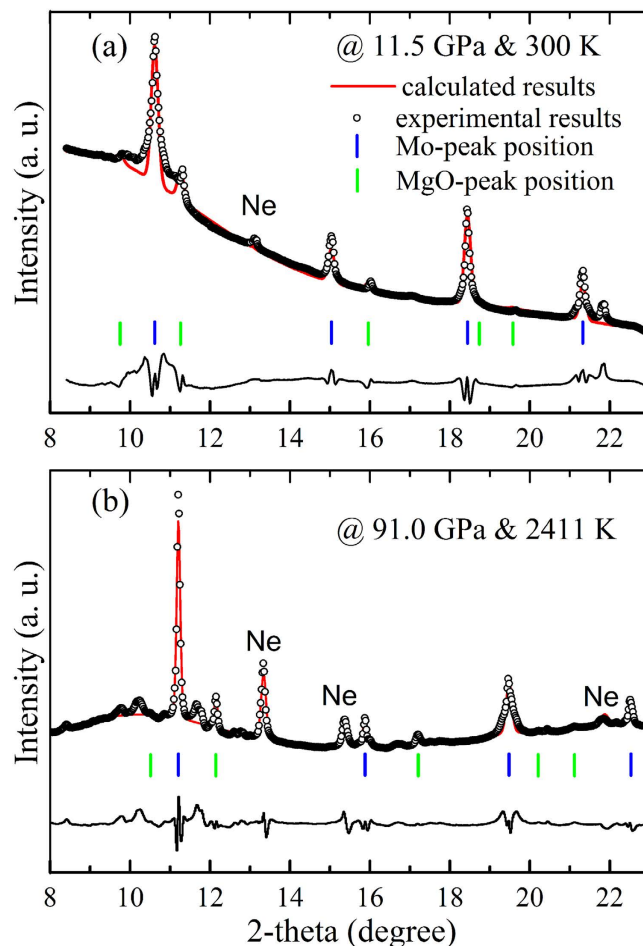 (a)
@ 11.5 GPa & 300 K
calculated results
experimental results
Mo-peak position
MgO-peak position
Ne
Intensity (a. u.)
8 10 12 14 16 18 20 22
(b)
@ 91.0 GPa & 2411 K
Ne
Ne
Ne
Intensity (a. u.)
8 10 12 14 16 18 20 22
2-theta (degree)